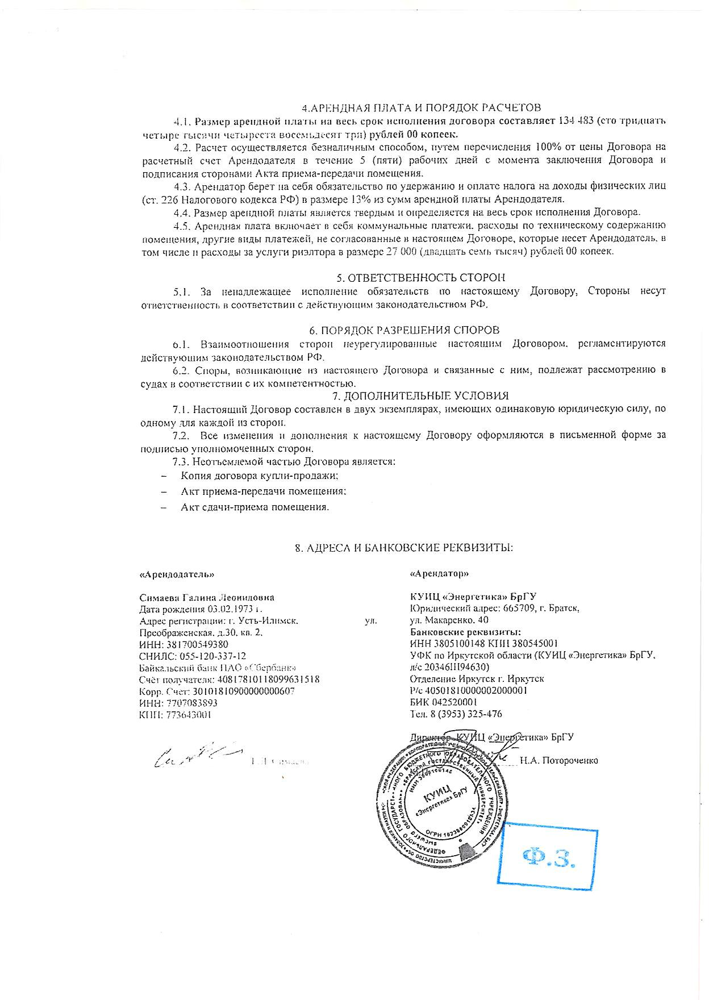 4.АРЕНДНАЯ ПЛАТА И ПОРЯДОК РАСЧЕТОВ
4.1. Размер арендной платы на весь срок исполнения договора составляет 134 483 (сто тридцать
четыре тысячи четыреста восемьдесят три) рублей 00 копеек.
4.2. Расчет осуществляется безналичным способом, путем перечисления 100% от цены Договора на
расчетный счет Арендодателя в течение 5 (пяти) рабочих дней с момента заключения Договора и
подписания сторонами Акта приема-передачи помещения.
4.3. Арендатор берет на себя обязательство по удержанию и оплате налога на доходы физических лиц
(ст. 226 Налогового кодекса РФ) в размере 13% из сумм арендной платы Арендодателя.
4.4. Размер арендной платы является твердым и определяется на весь срок исполнения Договора.
4.5. Арендная плата включает в себя коммунальные платежи, расходы по техническому содержанию
помещения, другие виды платежей, не согласованные в настоящем Договоре, которые несет Арендодатель, в
том числе и расходы за услуги риэлтора в размере 27 000 (двадцать семь тысяч) рублей 00 копеек.
5. ОТВЕТСТВЕННОСТЬ СТОРОН
5.1. За ненадлежащее исполнение обязательств по настоящему Договору, Стороны несут
ответственность в соответствии с действующим законодательством РФ.
6. ПОРЯДОК РАЗРЕШЕНИЯ СПОРОВ
6.1. Взаимоотношения сторон неурегулированные настоящим Договором, регламентируются
действующим законодательством РФ.
6.2. Споры, возникающие из настоящего Договора и связанные с ним, подлежат рассмотрению в
судах в соответствии с их компетентностью.
7. ДОПОЛНИТЕЛЬНЫЕ УСЛОВИЯ
7.1. Настоящий Договор составлен в двух экземплярах, имеющих одинаковую юридическую силу, по
одному для каждой из сторон.
7.2. Все изменения и дополнения к настоящему Договору оформляются в письменной форме за
подписью уполномоченных сторон.
7.3. Неотъемлемой частью Договора является:
– Копия договора купли-продажи;
– Акт приема-передачи помещения;
– Акт сдачи-приема помещения.
8. АДРЕСА И БАНКОВСКИЕ РЕКВИЗИТЫ:
«Арендодатель»
Симаева Галина Леонидовна
Дата рождения 03.02.1973 г.
Адрес регистрации: г. Усть-Илимск, ул.
Преображенская, д.30, кв. 2,
ИНН: 381700549380
СНИЛС: 055-120-337-12
Байкальский банк ПАО «Сбербанк»
Счёт получателя: 40817810118099631518
Корр. Счёт: 30101810900000000607
ИНН: 7707083893
КПП: 773643001
«Арендатор»
КУИЦ «Энергетика» БрГУ
Юридический адрес: 665709, г. Братск,
ул. Макаренко, 40
Банковские реквизиты:
ИНН 3805100148 КПП 380545001
УФК по Иркутской области (КУИЦ «Энергетика» БрГУ,
л/с 20346Щ94630)
Отделение Иркутск г. Иркутск
Р/с 40501810000002000001
БИК 042520001
Тел. 8 (3953) 325-476
Директор КУИЦ «Энергетика» БрГУ
Н.А. Потороченко
КУИЦ
«Энергетика» БрГУ
Ф.З.